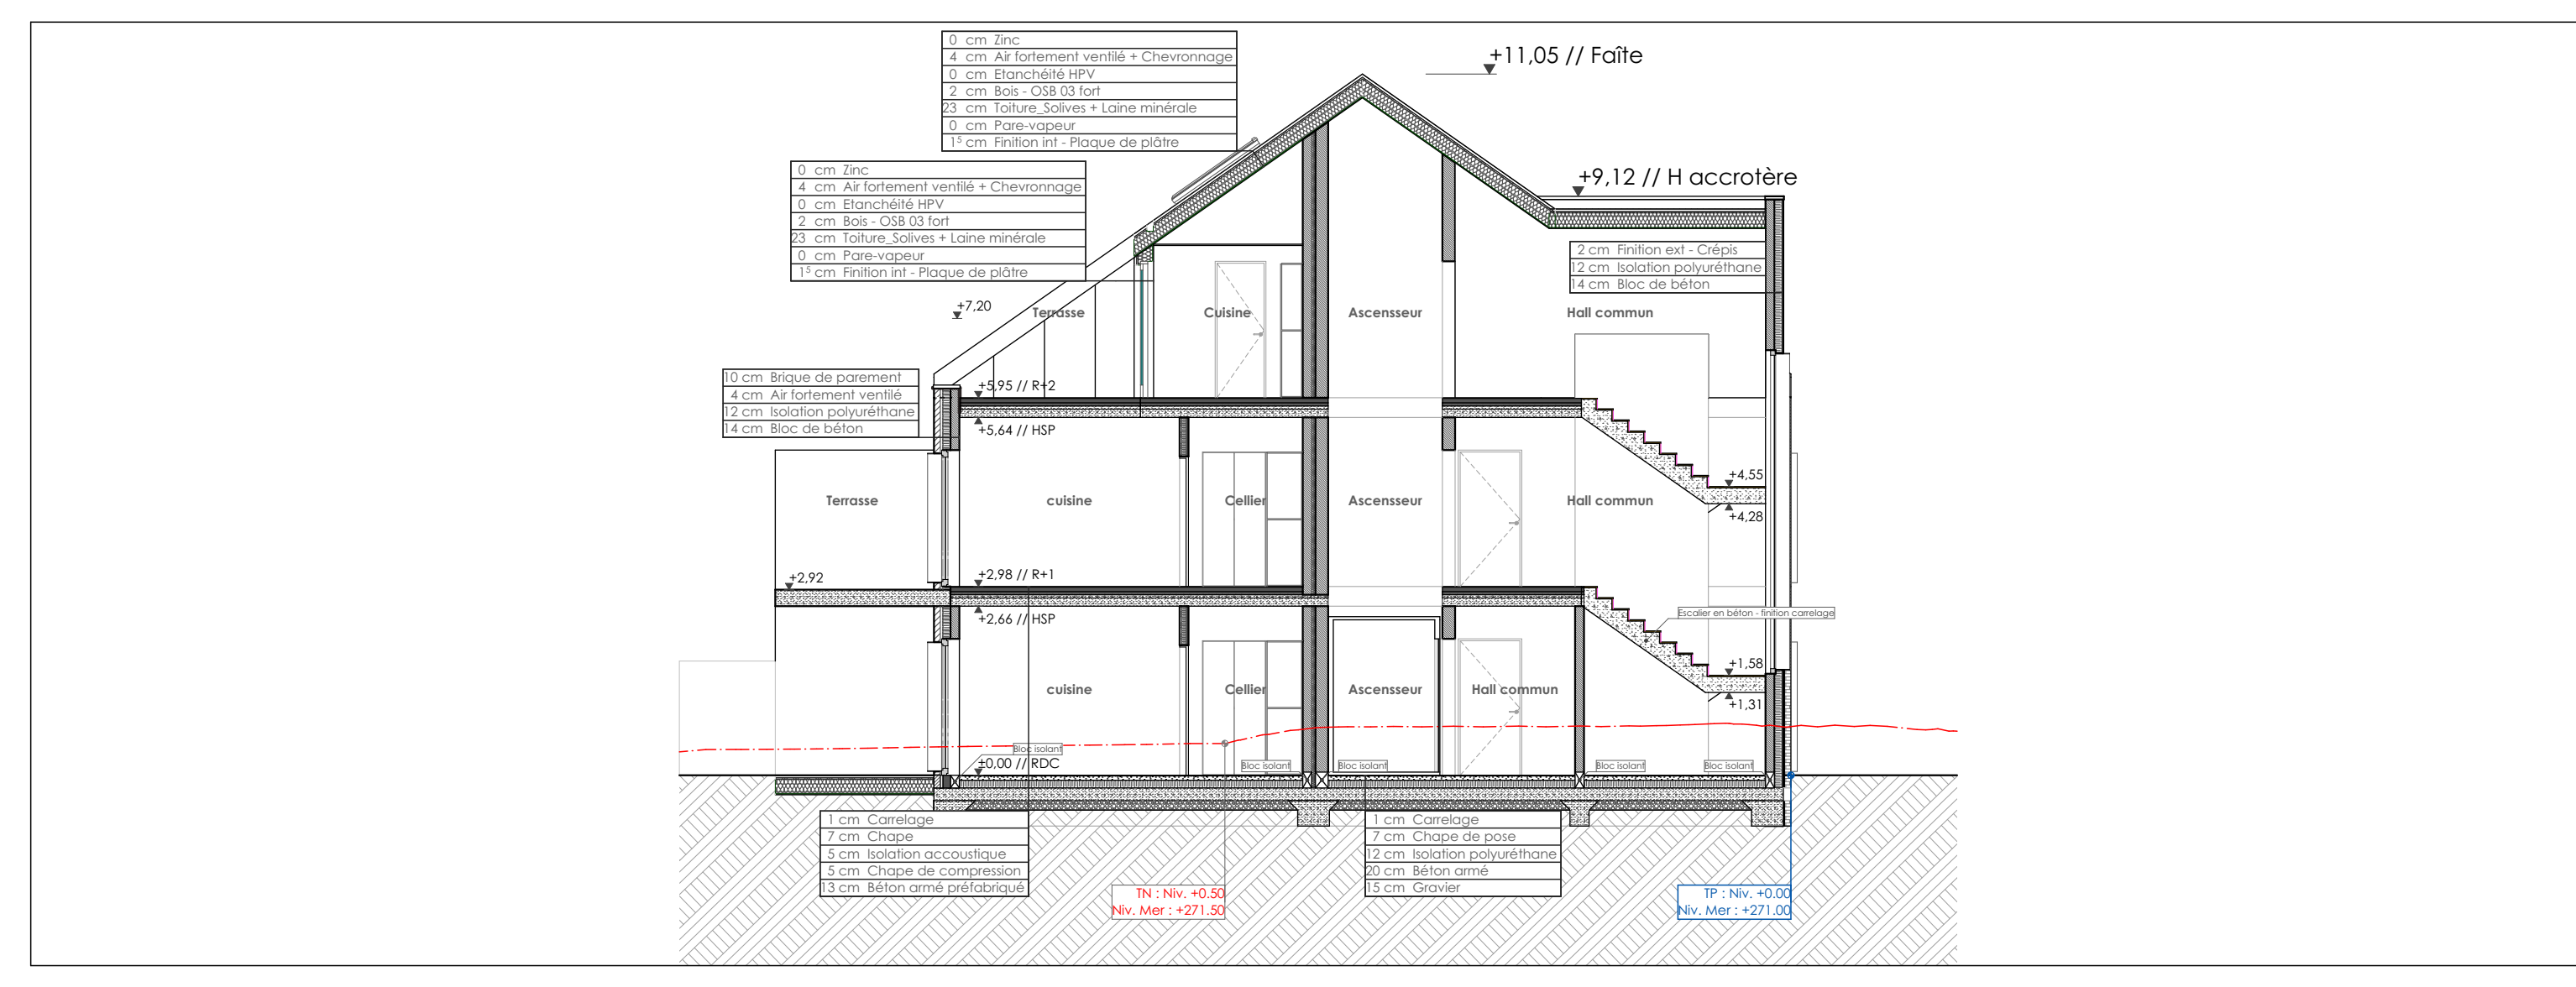 0 cm Zinc
4 cm Air fortement ventilé + Chevronnage
0 cm Etanchéité HPV
2 cm Bois - OSB 03 fort
23 cm Toiture_Solives + Laine minérale
0 cm Pare-vapeur
1⁵ cm Finition int - Plaque de plâtre
+11,05 // Faîte
0 cm Zinc
4 cm Air fortement ventilé + Chevronnage
0 cm Etanchéité HPV
2 cm Bois - OSB 03 fort
23 cm Toiture_Solives + Laine minérale
0 cm Pare-vapeur
1⁵ cm Finition int - Plaque de plâtre
+9,12 // H accrotère
2 cm Finition ext - Crépis
12 cm Isolation polyuréthane
14 cm Bloc de béton
+7,20
Terrasse
Cuisine
Ascensseur
Hall commun
10 cm Brique de parement
4 cm Air fortement ventilé
12 cm Isolation polyuréthane
14 cm Bloc de béton
+5,95 // R+2
+5,64 // HSP
Terrasse
cuisine
Cellier
Ascensseur
Hall commun
+4,55
+4,28
+2,92
+2,98 // R+1
+2,66 // HSP
Escalier en béton - finition carrelage
cuisine
Cellier
Ascensseur
Hall commun
+1,58
+1,31
Bloc isolant
±0,00 // RDC
Bloc isolant
Bloc isolant
Bloc isolant
Bloc isolant
1 cm Carrelage
7 cm Chape
5 cm Isolation accoustique
5 cm Chape de compression
13 cm Béton armé préfabriqué
1 cm Carrelage
7 cm Chape de pose
12 cm Isolation polyuréthane
20 cm Béton armé
15 cm Gravier
TN : Niv. +0.50
Niv. Mer : +271.50
TP : Niv. +0.00
Niv. Mer : +271.00